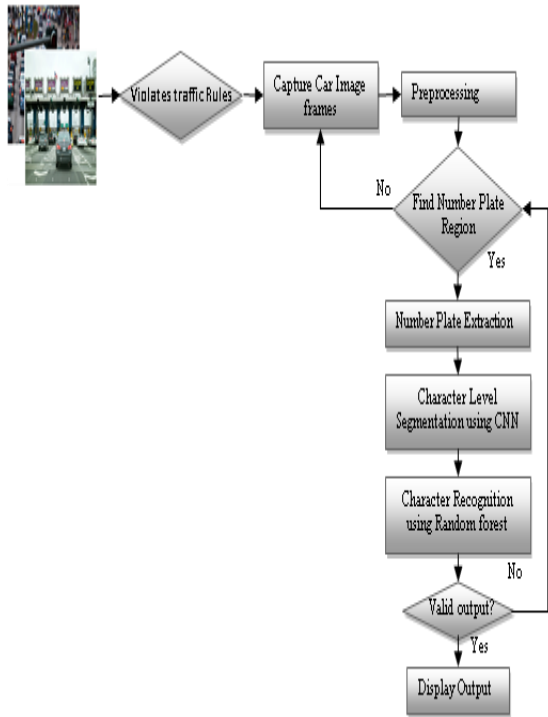 Violates traffic Rules
Capture Car Image
frames
Preprocessing
No
Find Number Plate
Region
Yes
Number Plate Extraction
Character Level
Segmentation using CNN
Character Recognition
using Random forest
No
Valid output?
Yes
Display Output